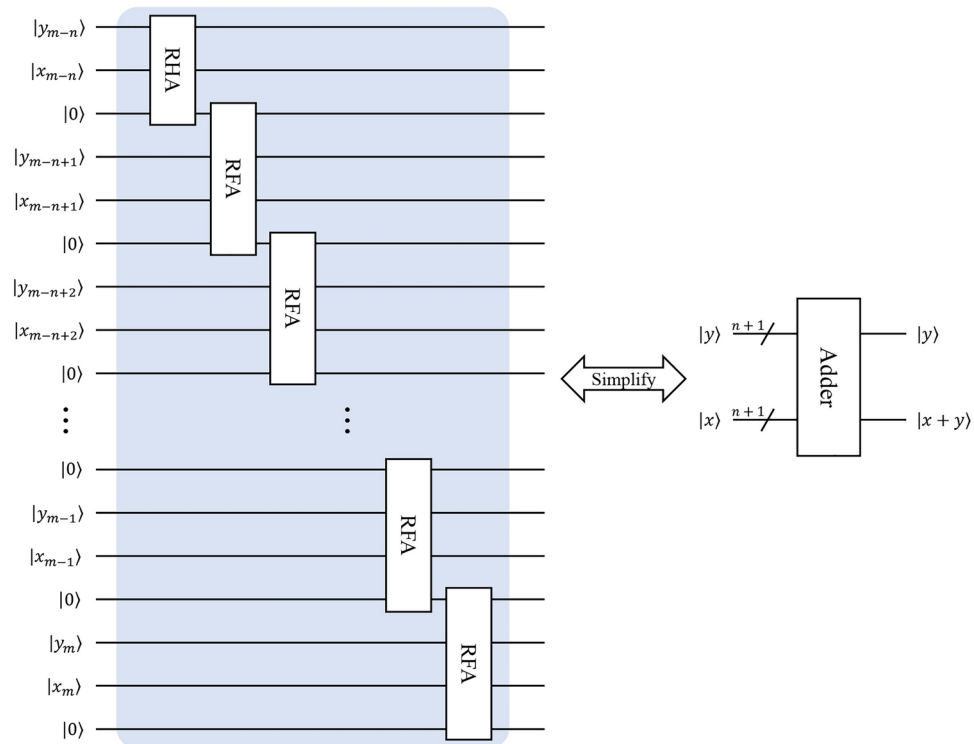 |y_{m−n}⟩
RHA
|x_{m−n}⟩
|0⟩
|y_{m−n+1}⟩
RFA
|x_{m−n+1}⟩
|0⟩
|y_{m−n+2}⟩
RFA
|x_{m−n+2}⟩
|0⟩
⋮ ⋮
|0⟩
|y_{m−1}⟩
RFA
|x_{m−1}⟩
|0⟩
|y_m⟩
RFA
|x_m⟩
|0⟩
Simplify
|y⟩ n + 1 |y⟩
Adder
|x⟩ n + 1 |x + y⟩